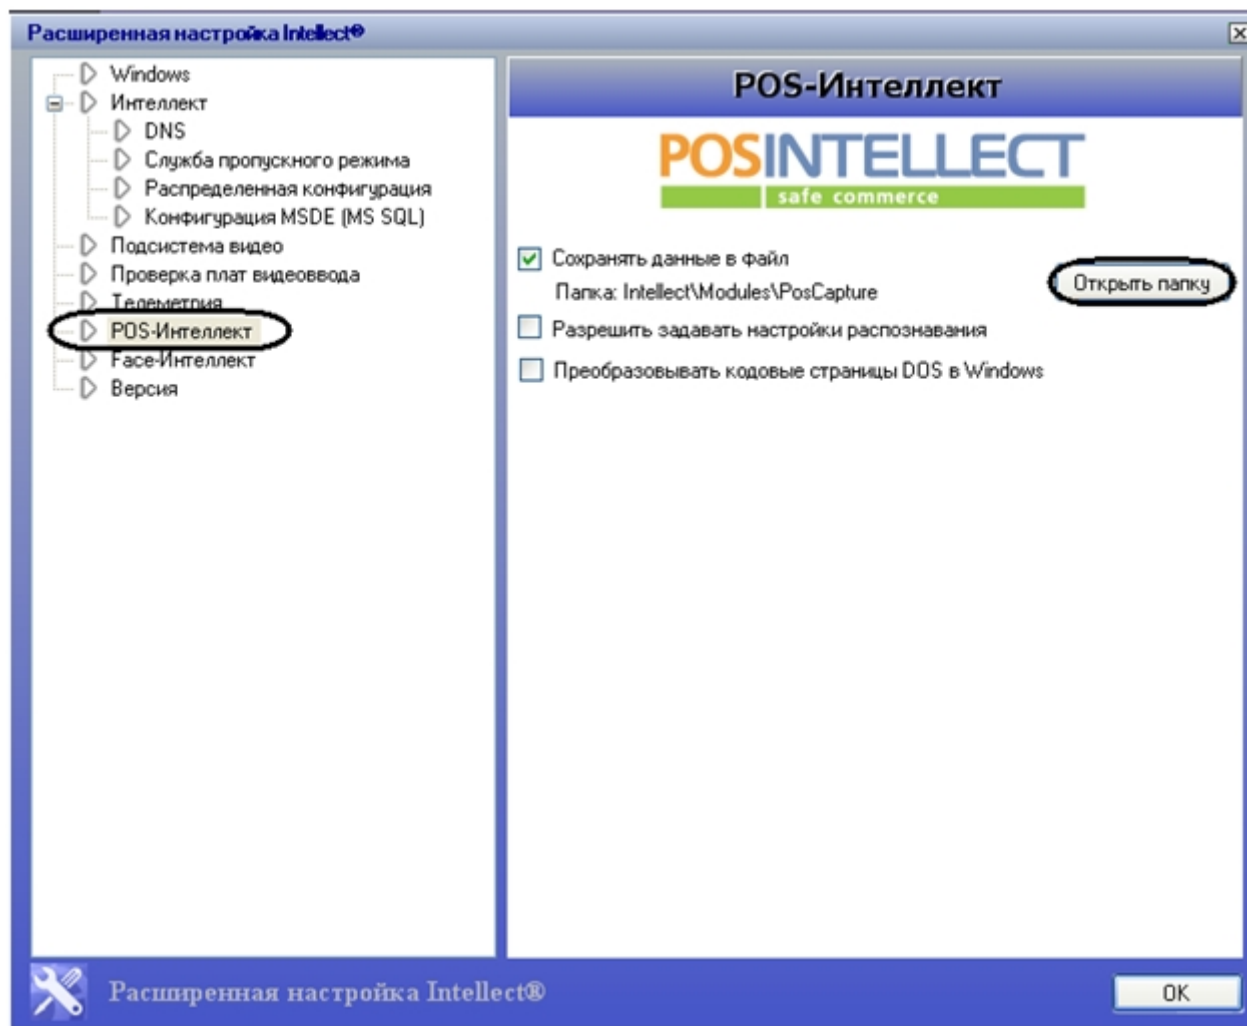 Расширенная настройка Intellect®
Windows
Интеллект
DNS
Служба пропускного режима
Распределенная конфигурация
Конфигурация MSDE (MS SQL)
Подсистема видео
Проверка плат видеоввода
Телеметрия
POS-Интеллект
Face-Интеллект
Версия
POS-Интеллект
POSINTELLECT
safe commerce
Сохранять данные в файл
Папка: Intellect\Modules\PosCapture
Открыть папку
Разрешить задавать настройки распознавания
Преобразовывать кодовые страницы DOS в Windows
Расширенная настройка Intellect®
OK